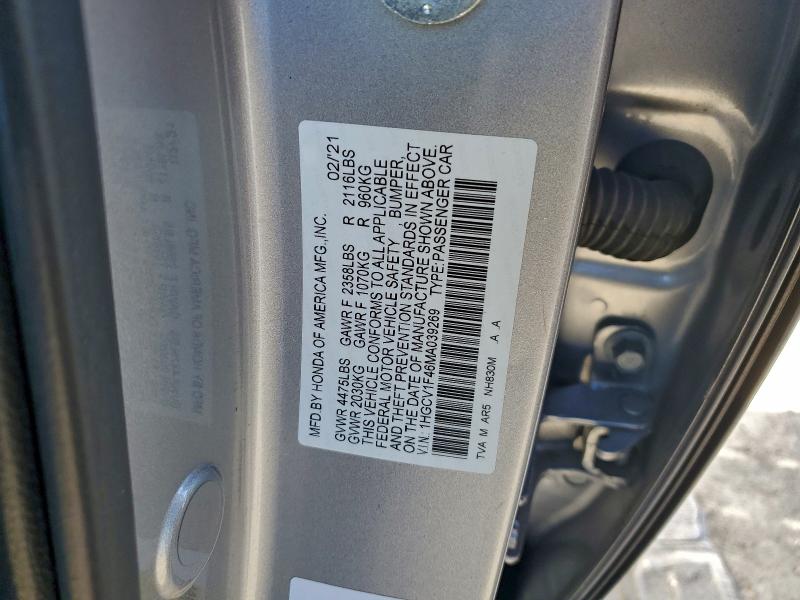 MFD.BY HONDA OF AMERICA MFG.,INC. 02/'21
GVWR 4475LBS GAWR F 2358LBS R 2116LBS
GVWR 2030KG GAWR F 1070KG R 960KG
THIS VEHICLE CONFORMS TO ALL APPLICABLE
FEDERAL MOTOR VEHICLE SAFETY , BUMPER,
AND THEFT PREVENTION STANDARDS IN EFFECT
ON THE DATE OF MANUFACTURE SHOWN ABOVE.
V.I.N.: 1HGCV1F46MA039269 TYPE:PASSENGER CAR
TVA M AR5 NH830M A A